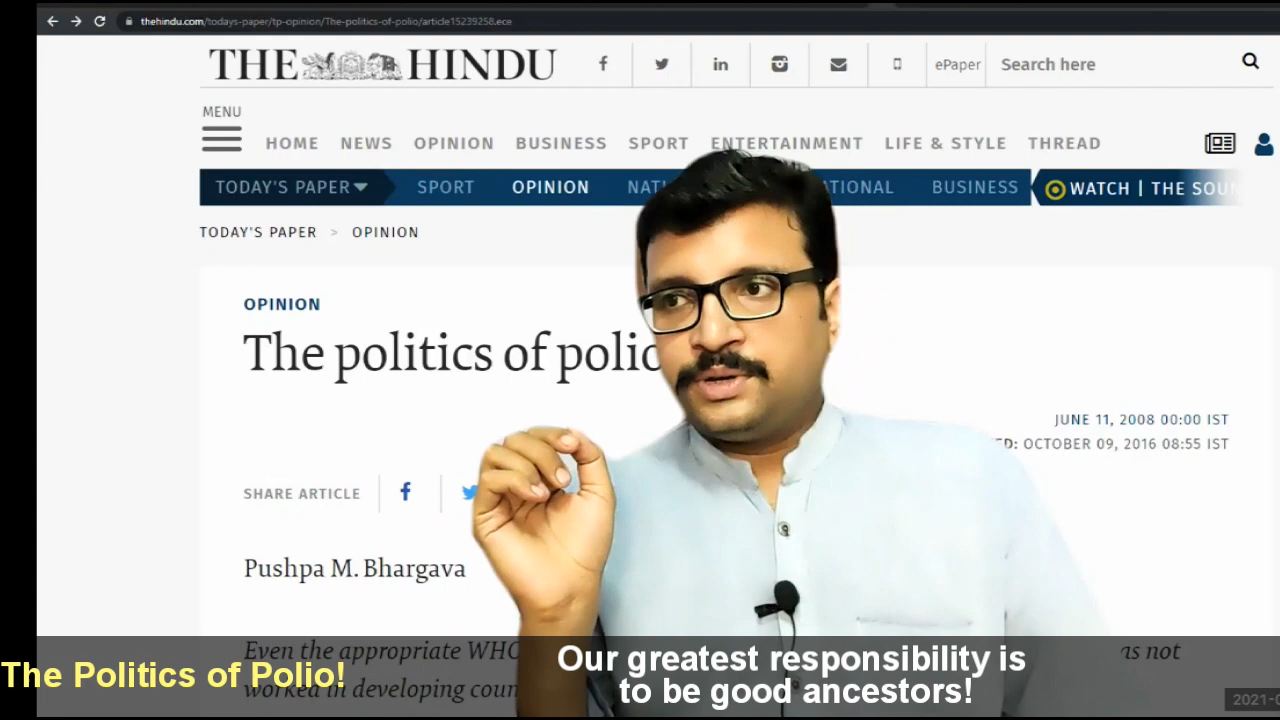 thehindu.com/todays-paper/tp-opinion/The-politics-of-polio/article15239258.ece
THE HINDU
ePaper
Search here
MENU
HOME NEWS OPINION BUSINESS SPORT ENTERTAINMENT LIFE & STYLE THREAD
TODAY'S PAPER SPORT OPINION BUSINESS WATCH | THE
TODAY'S PAPER > OPINION
OPINION
The politics of polio
JUNE 11, 2008 00:00 IST
OCTOBER 09, 2016 08:55 IST
SHARE ARTICLE
Pushpa M. Bhargava
Even the appropriate WHO
not
worked in developing
The Politics of Polio!
Our greatest responsibility is
to be good ancestors!